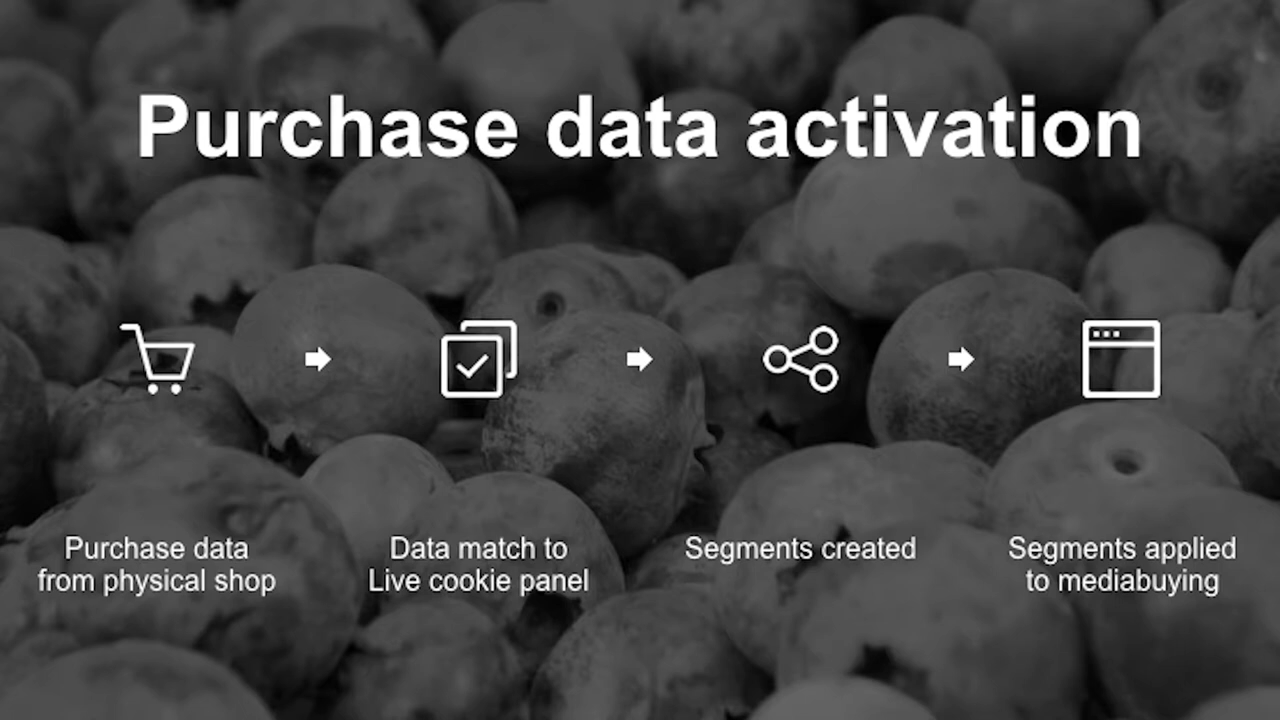 Purchase data activation
Purchase data
from physical shop
Data match to
Live cookie panel
Segments created
Segments applied
to mediabuying